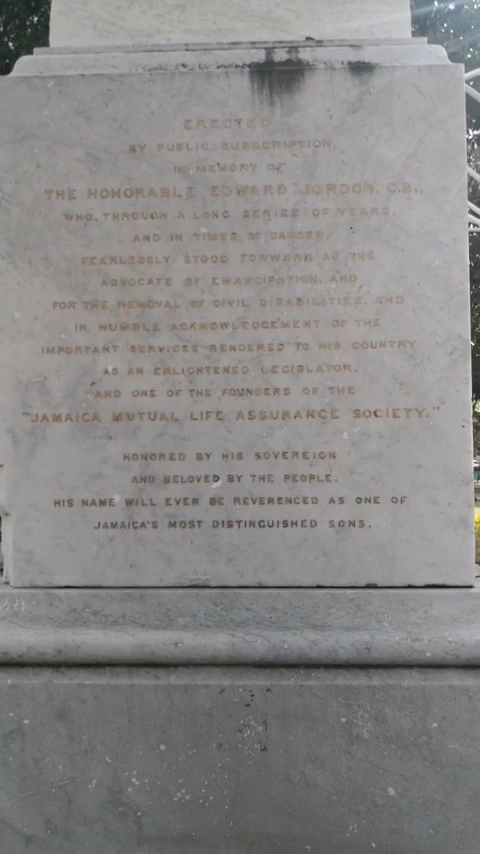 ERECTED
BY PUBLIC SUBSCRIPTION,
IN MEMORY OF
THE HONORABLE EDWARD JORDON, C.B.,
WHO, THROUGH A LONG SERIES OF YEARS,
AND IN TIMES OF DANGER,
FEARLESSLY STOOD FORWARD AS THE
ADVOCATE OF EMANCIPATION, AND
FOR THE REMOVAL OF CIVIL DISABILITIES, AND
IN HUMBLE ACKNOWLEDGEMENT OF THE
IMPORTANT SERVICES RENDERED TO HIS COUNTRY
AS AN ENLIGHTENED LEGISLATOR,
AND ONE OF THE FOUNDERS OF THE
"JAMAICA MUTUAL LIFE ASSURANCE SOCIETY."
HONORED BY HIS SOVEREIGN
AND BELOVED BY THE PEOPLE.
HIS NAME WILL EVER BE REVERENCED AS ONE OF
JAMAICA'S MOST DISTINGUISHED SONS.